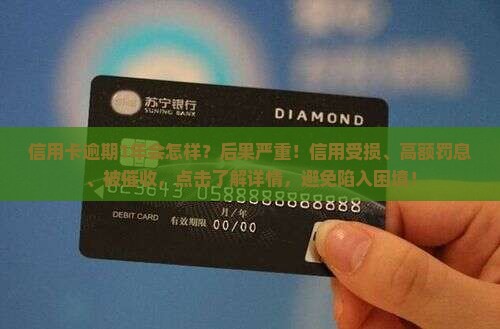 苏宁银行
SUNING BANK
DIAMOND
信用卡逾期1年会怎样？后果严重！信用受损、高额罚息
、被催收，点击了解详情，避免陷入困境！
623643 0588888888888
DEBIT CARD
月/年
有效期限 00/00